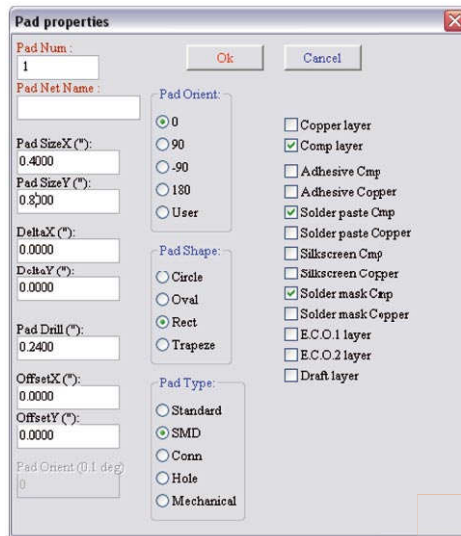 Pad properties
Pad Num :
1
Pad Net Name :
Pad SizeX ("):
0.4000
Pad SizeY ("):
0.8000
DeltaX ("):
0.0000
DeltaY ("):
0.0000
Pad Drill ("):
0.2400
OffsetX ("):
0.0000
OffsetY ("):
0.0000
Pad Orient (0.1 deg)
0
Ok
Cancel
Pad Orient:
0
90
-90
180
User
Pad Shape:
Circle
Oval
Rect
Trapeze
Pad Type:
Standard
SMD
Conn
Hole
Mechanical
Copper layer
Comp layer
Adhesive Cmp
Adhesive Copper
Solder paste Cmp
Solder paste Copper
Silkscreen Cmp
Silkscreen Copper
Solder mask Cmp
Solder mask Copper
E.C.O.1 layer
E.C.O.2 layer
Draft layer